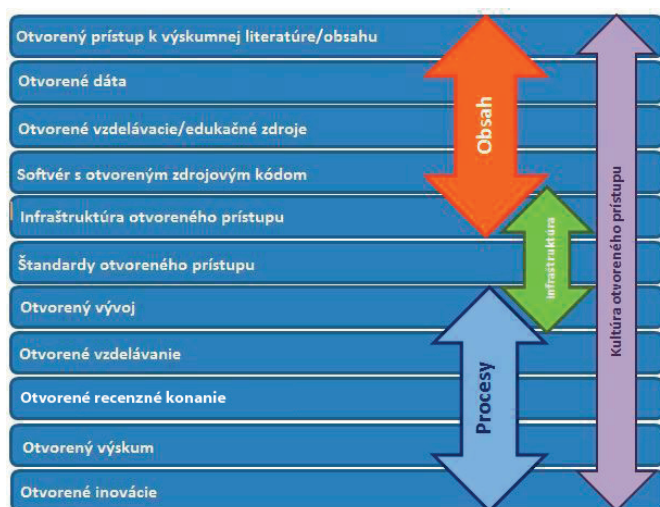 Otvorený prístup k výskumnej literatúre/obsahu
Otvorené dáta
Otvorené vzdelávacie/edukačné zdroje
Softvér s otvoreným zdrojovým kódom
Infraštruktúra otvoreného prístupu
Štandardy otvoreného prístupu
Otvorený vývoj
Otvorené vzdelávanie
Otvorené recenzné konanie
Otvorený výskum
Otvorené inovácie
Obsah
Infraštruktúra
Procesy
Kultúra otvoreného prístupu